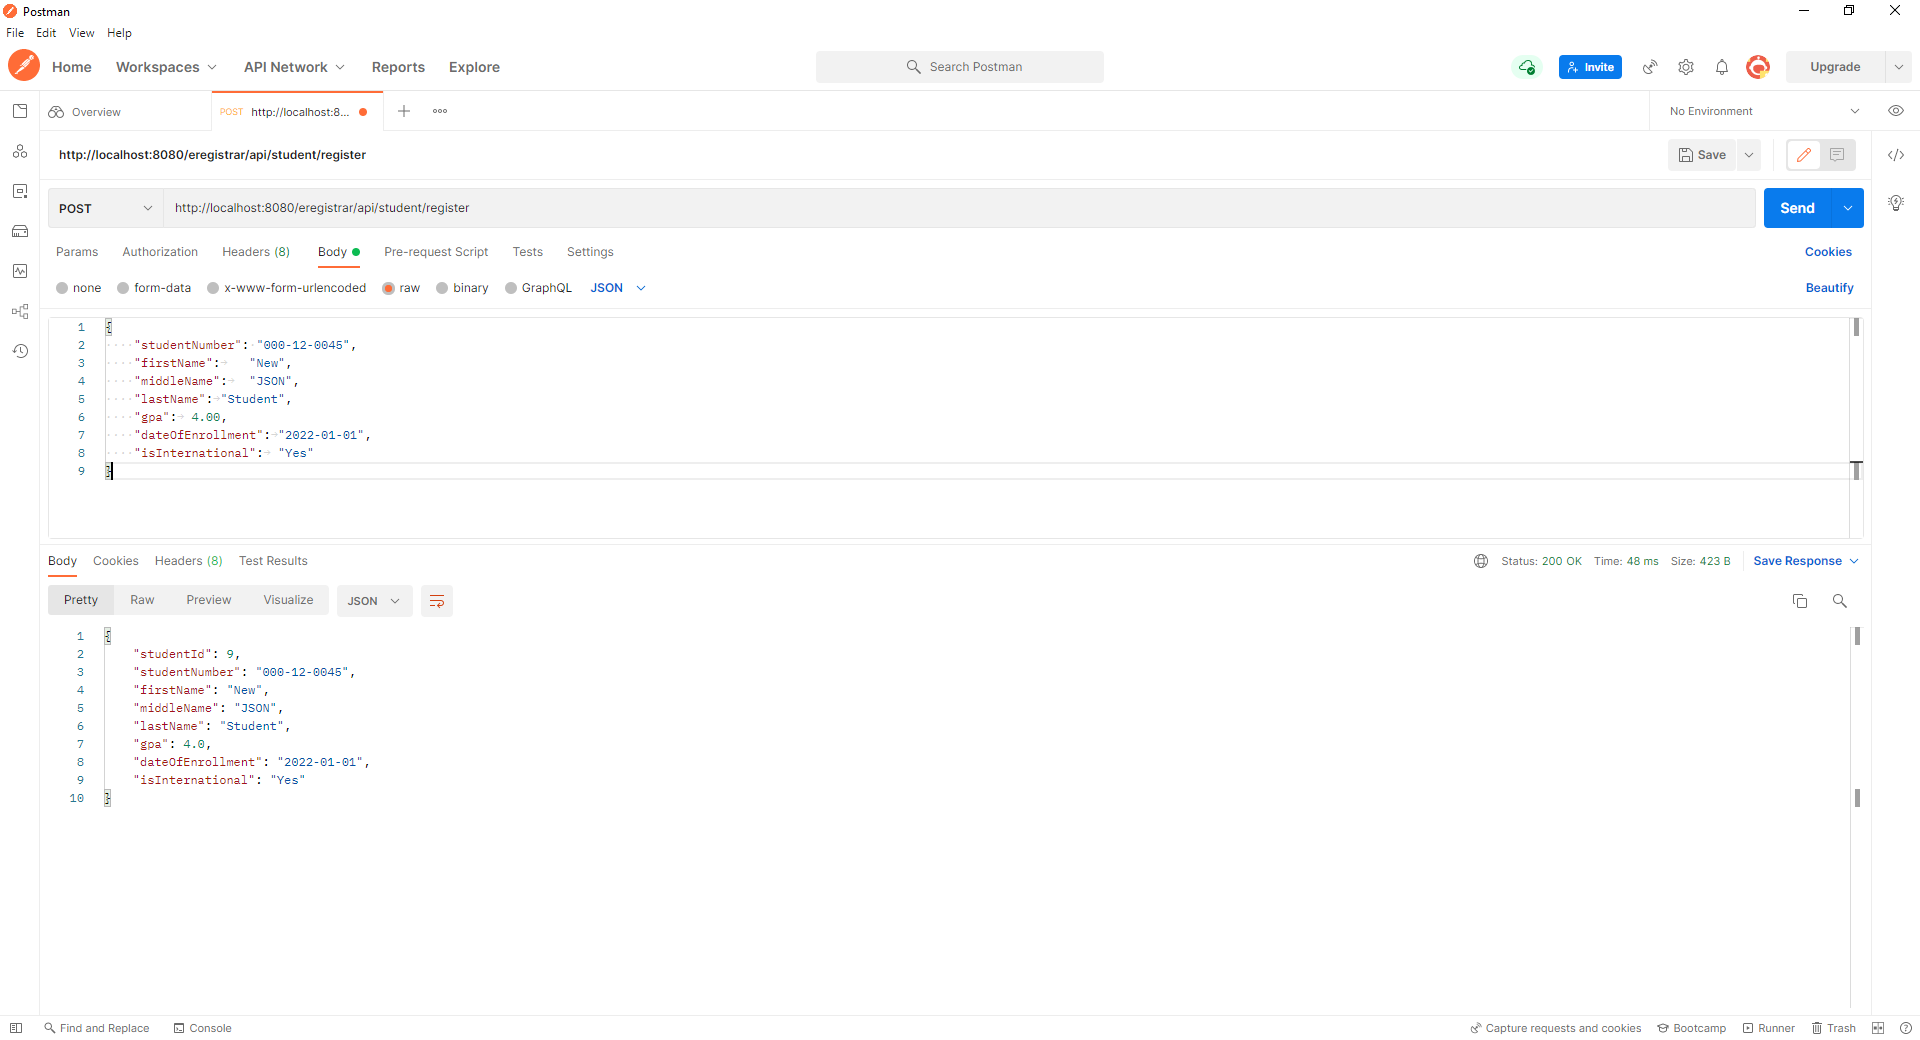 Postman
File Edit View Help
Home Workspaces API Network Reports Explore Search Postman Invite Upgrade
Overview POST http://localhost:8... No Environment
http://localhost:8080/eregistrar/api/student/register Save
POST http://localhost:8080/eregistrar/api/student/register Send
Params Authorization Headers (8) Body Pre-request Script Tests Settings Cookies
none form-data x-www-form-urlencoded raw binary GraphQL JSON Beautify
1 {
2 "studentNumber": "000-12-0045",
3 "firstName": "New",
4 "middleName": "JSON",
5 "lastName": "Student",
6 "gpa": 4.00,
7 "dateOfEnrollment": "2022-01-01",
8 "isInternational": "Yes"
9 }
Body Cookies Headers (8) Test Results Status: 200 OK Time: 48 ms Size: 423 B Save Response
Pretty Raw Preview Visualize JSON
1 {
2 "studentId": 9,
3 "studentNumber": "000-12-0045",
4 "firstName": "New",
5 "middleName": "JSON",
6 "lastName": "Student",
7 "gpa": 4.0,
8 "dateOfEnrollment": "2022-01-01",
9 "isInternational": "Yes"
10 }
Find and Replace Console Capture requests and cookies Bootcamp Runner Trash